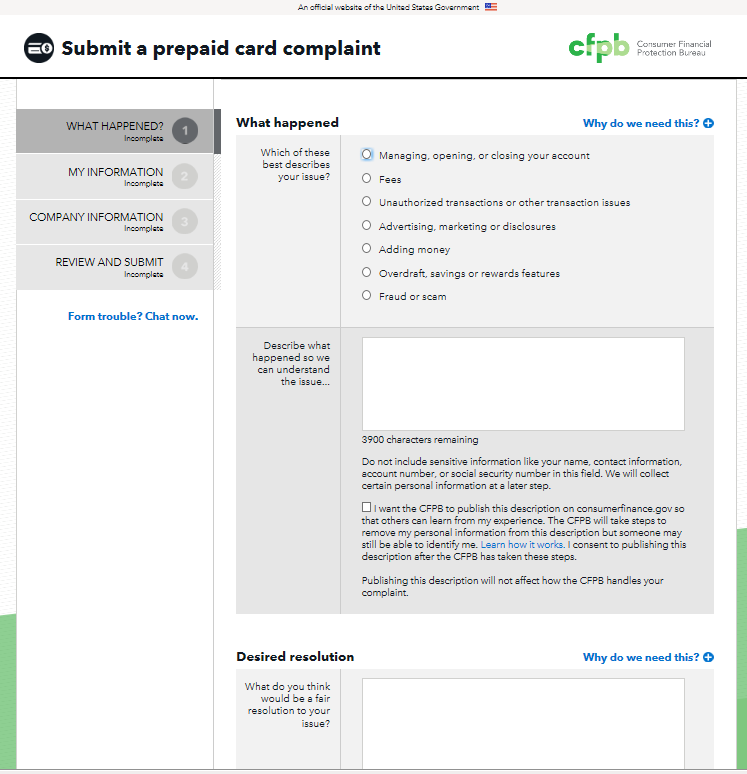 An official website of the United States Government
Submit a prepaid card complaint
cfpb
Consumer Financial
Protection Bureau
WHAT HAPPENED?
Incomplete
1
MY INFORMATION
Incomplete
2
COMPANY INFORMATION
Incomplete
3
REVIEW AND SUBMIT
Incomplete
4
Form trouble? Chat now.
What happened
Why do we need this?
Which of these
best describes
your issue?
Managing, opening, or closing your account
Fees
Unauthorized transactions or other transaction issues
Advertising, marketing or disclosures
Adding money
Overdraft, savings or rewards features
Fraud or scam
Describe what
happened so we
can understand
the issue...
3900 characters remaining
Do not include sensitive information like your name, contact information,
account number, or social security number in this field. We will collect
certain personal information at a later step.
I want the CFPB to publish this description on consumerfinance.gov so
that others can learn from my experience. The CFPB will take steps to
remove my personal information from this description but someone may
still be able to identify me. Learn how it works. I consent to publishing this
description after the CFPB has taken these steps.
Publishing this description will not affect how the CFPB handles your
complaint.
Desired resolution
Why do we need this?
What do you think
would be a fair
resolution to your
issue?